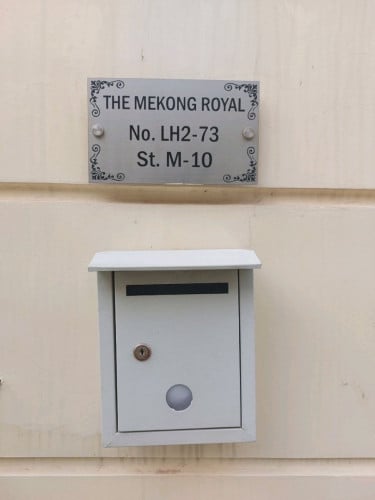 THE MEKONG ROYAL
No. LH2-73
St. M-10